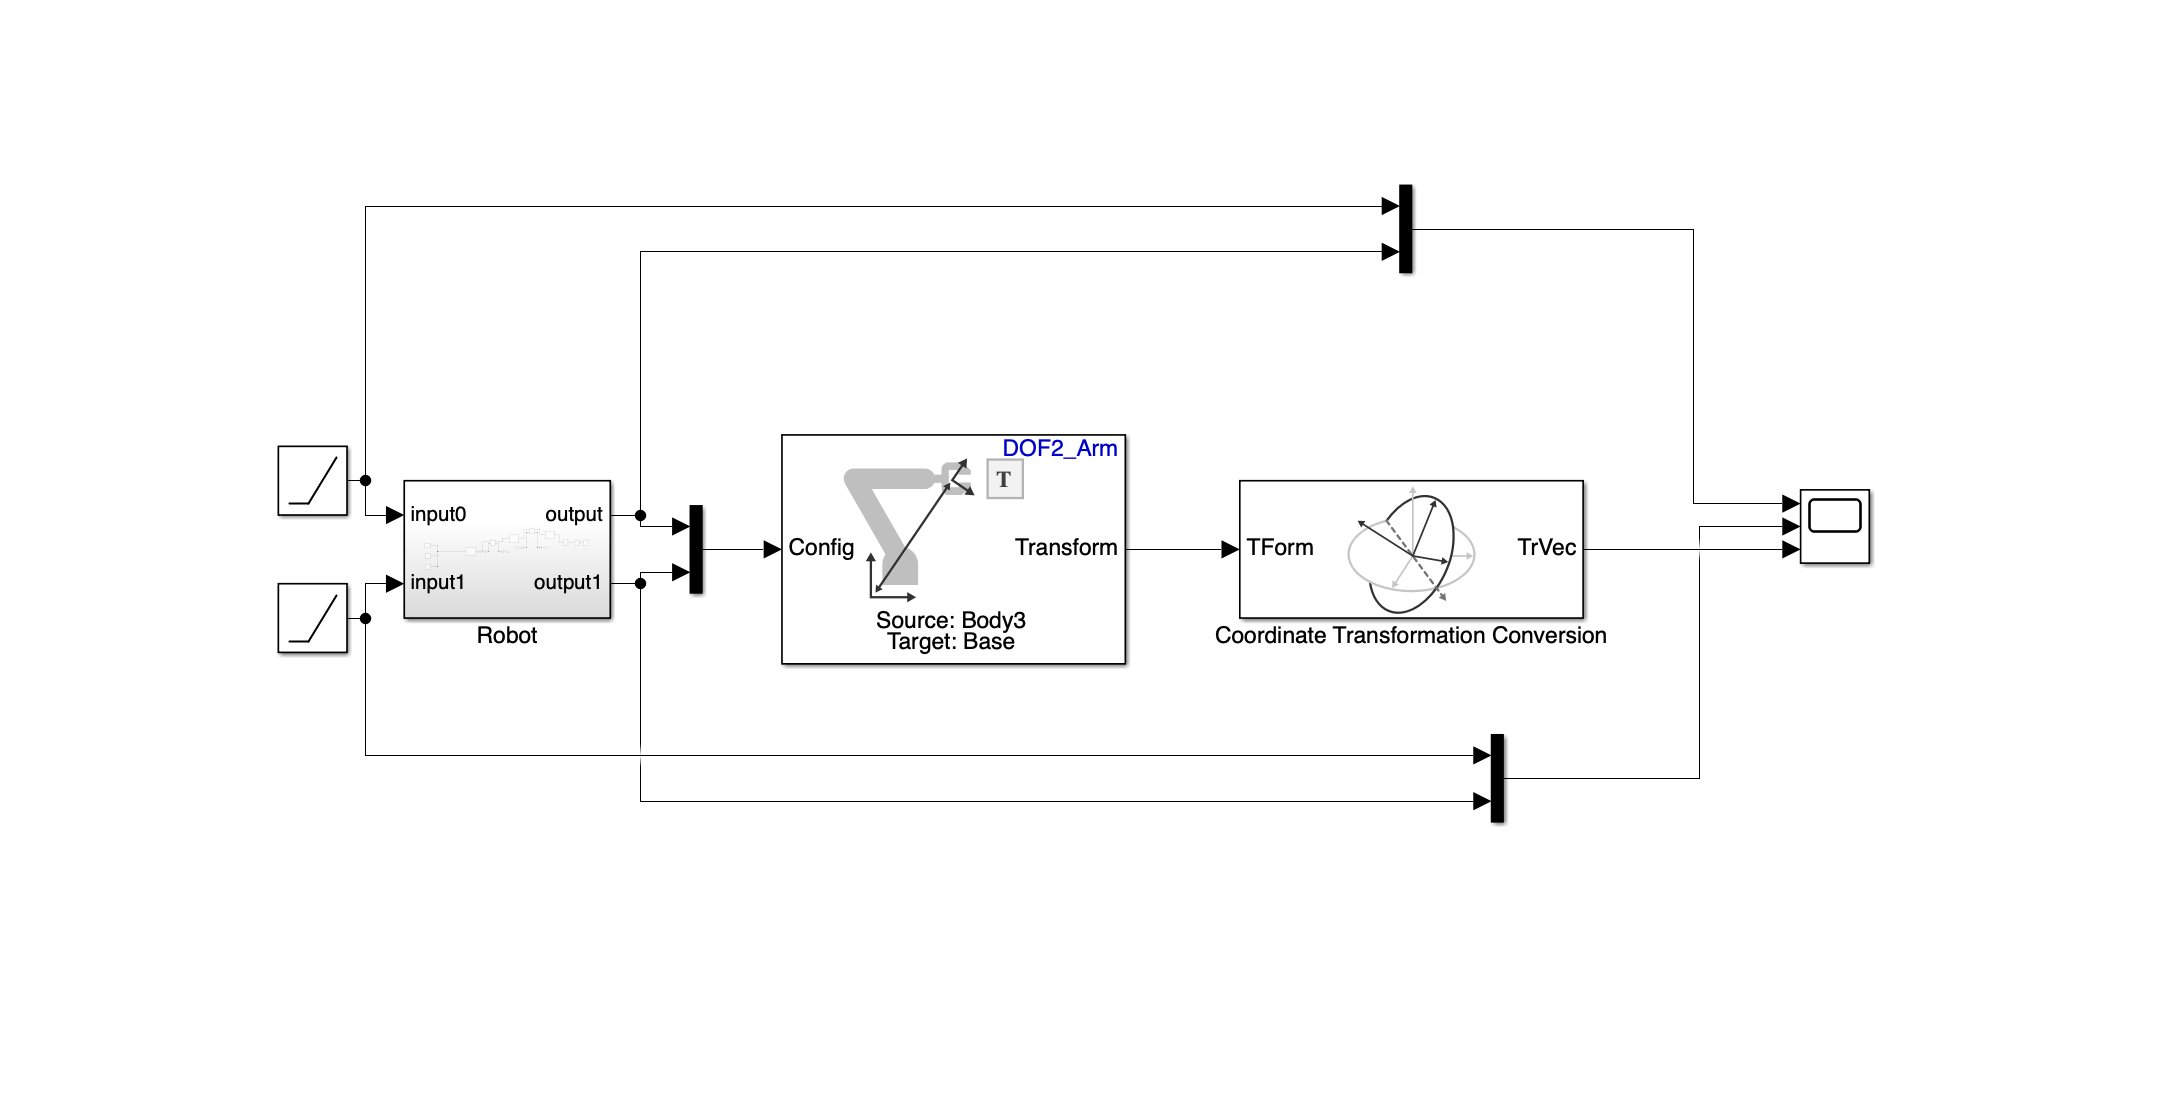 DOF2_Arm
T
input0
output
Config
Transform
TForm
TrVec
input1
output1
Source: Body3
Target: Base
Robot
Coordinate Transformation Conversion